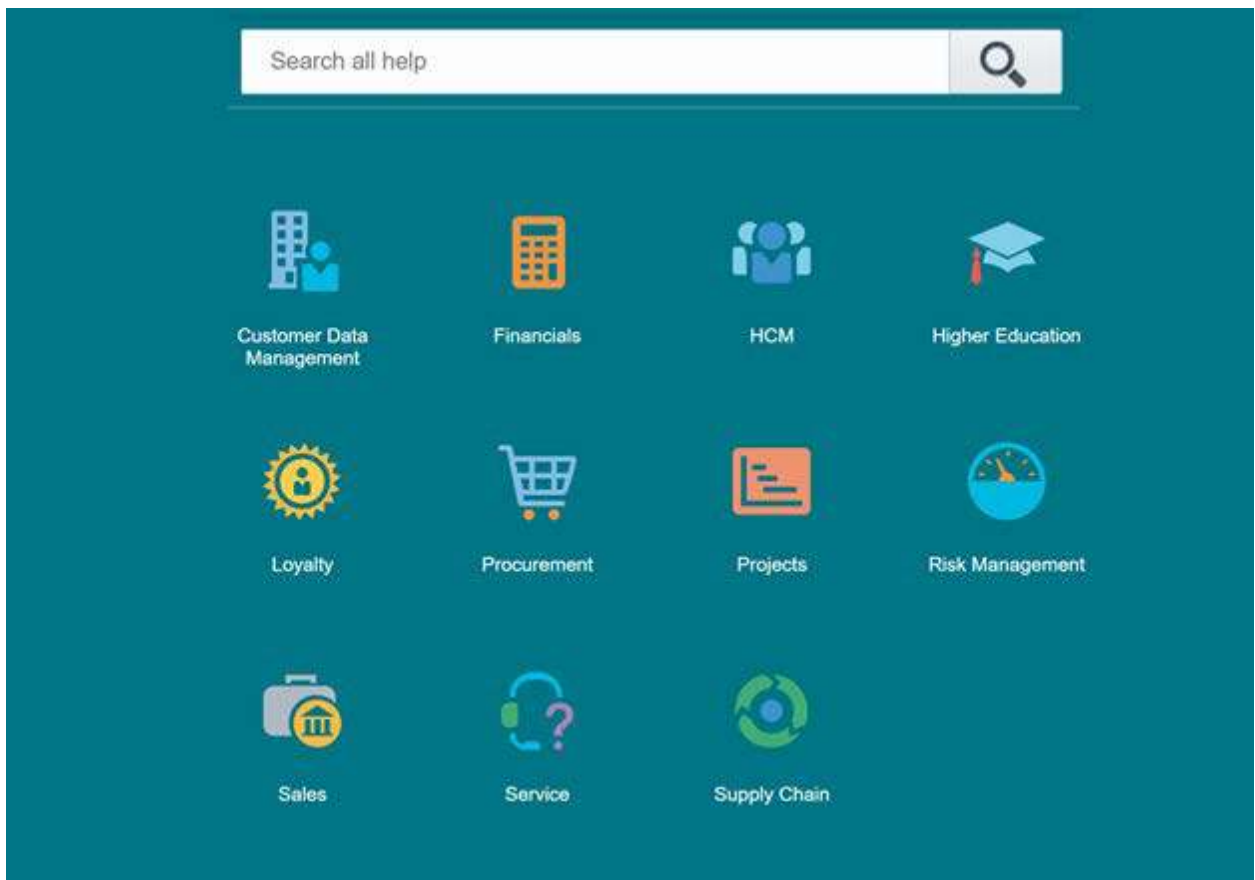 Search all help
Customer Data
Management
Financials
HCM
Higher Education
Loyalty
Procurement
Projects
Risk Management
Sales
Service
Supply Chain